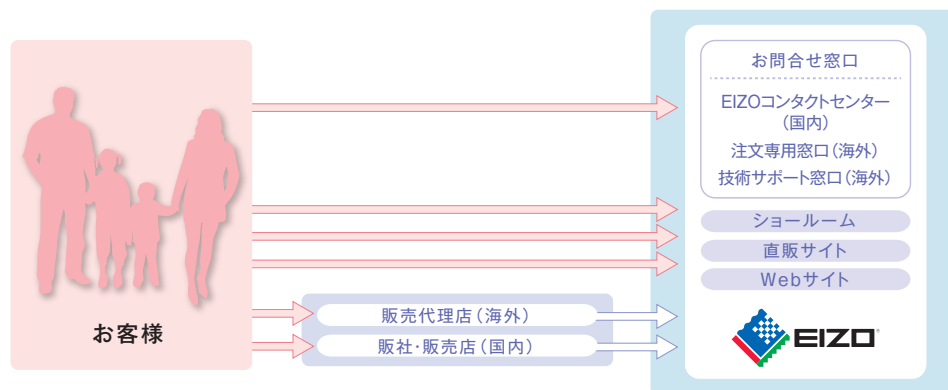 お問合せ窓口
EIZOコンタクトセンター
(国内)
注文専用窓口(海外)
技術サポート窓口(海外)
ショールーム
直販サイト
Webサイト
お客様
販売代理店(海外)
販社・販売店(国内)
EIZO